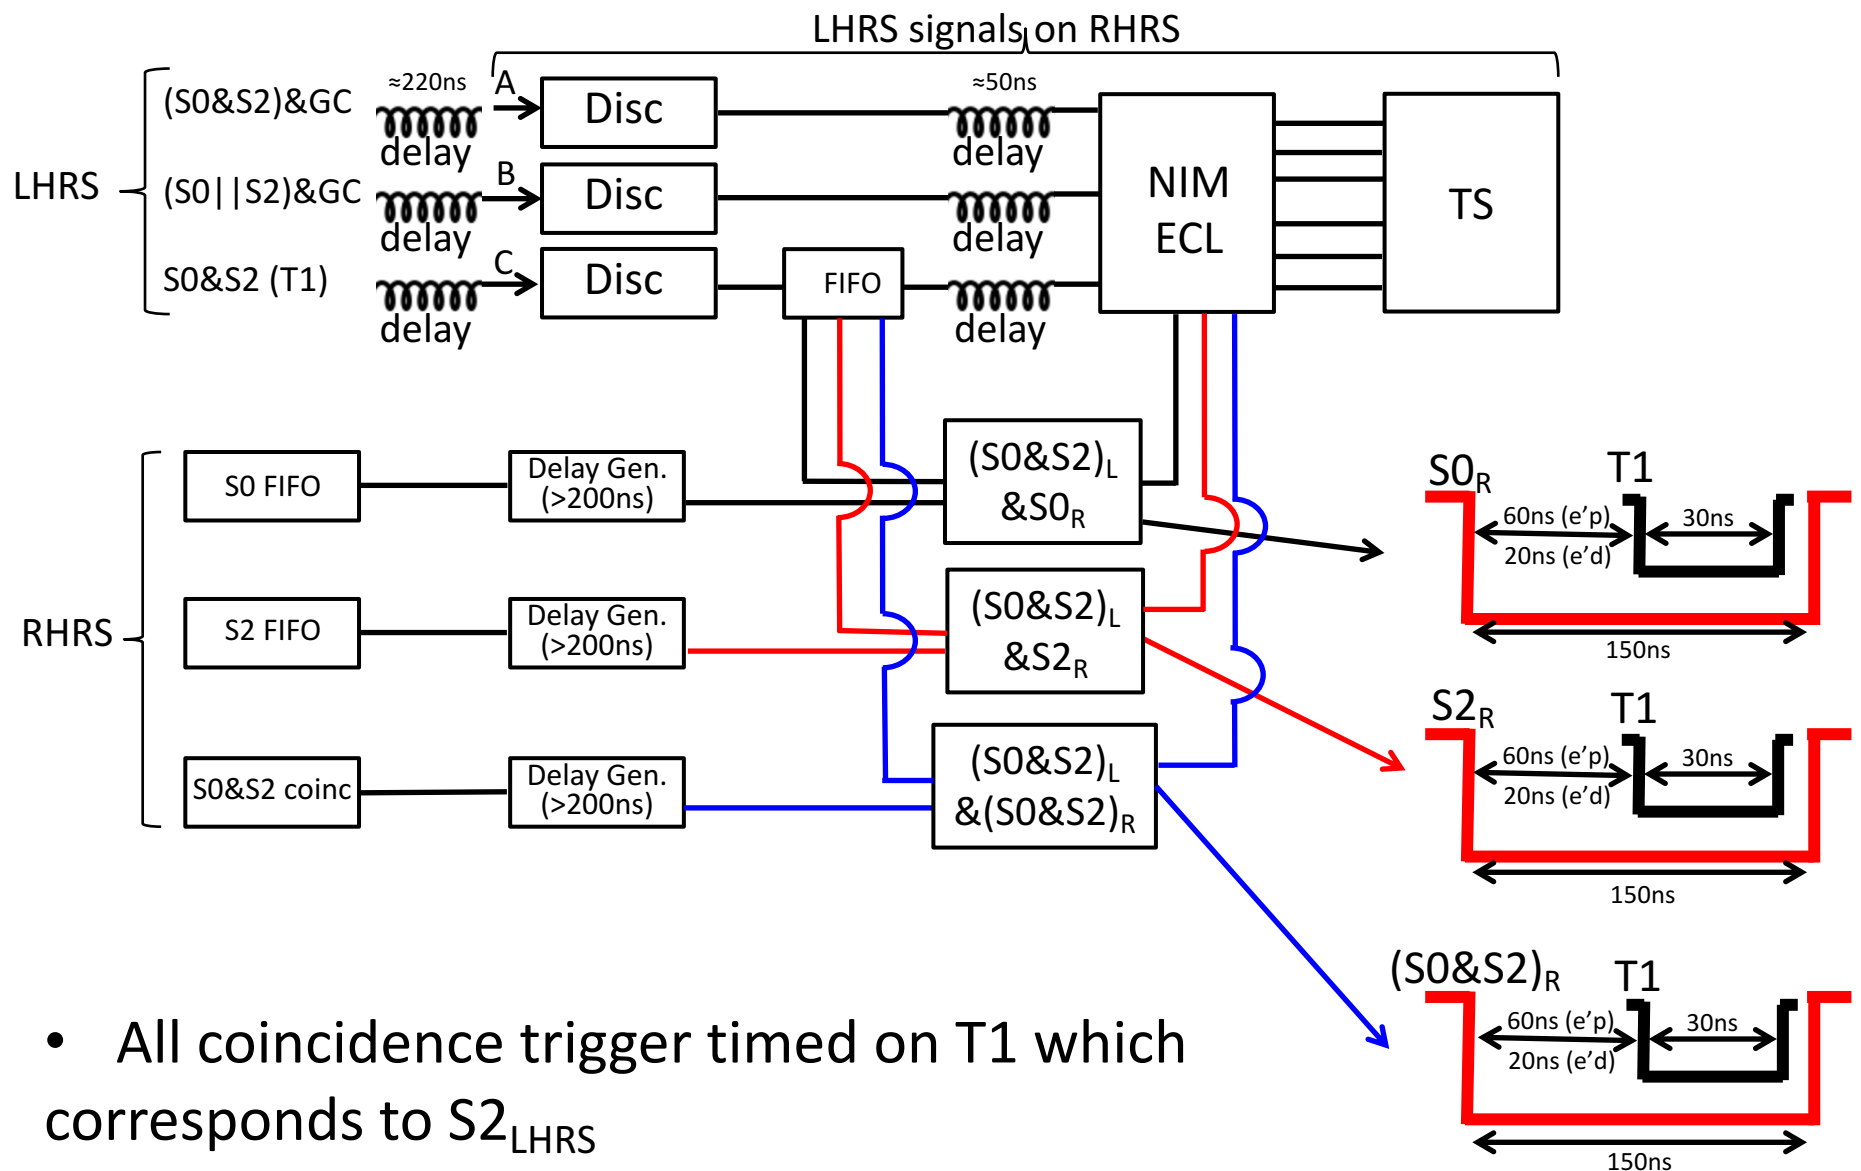 LHRS signals on RHRS
(S0&S2)&GC
≈220ns
delay
A
Disc
≈50ns
delay
LHRS
(S0||S2)&GC
delay
B
Disc
delay
S0&S2 (T1)
delay
C
Disc
FIFO
delay
NIM
ECL
TS
RHRS
S0 FIFO
Delay Gen.
(>200ns)
(S0&S2)L
&S0R
S2 FIFO
Delay Gen.
(>200ns)
(S0&S2)L
&S2R
S0&S2 coinc
Delay Gen.
(>200ns)
(S0&S2)L
&(S0&S2)R
S0R
T1
60ns (e’p)
20ns (e’d)
30ns
150ns
S2R
T1
60ns (e’p)
20ns (e’d)
30ns
150ns
(S0&S2)R
T1
60ns (e’p)
20ns (e’d)
30ns
150ns
• All coincidence trigger timed on T1 which
corresponds to S2LHRS